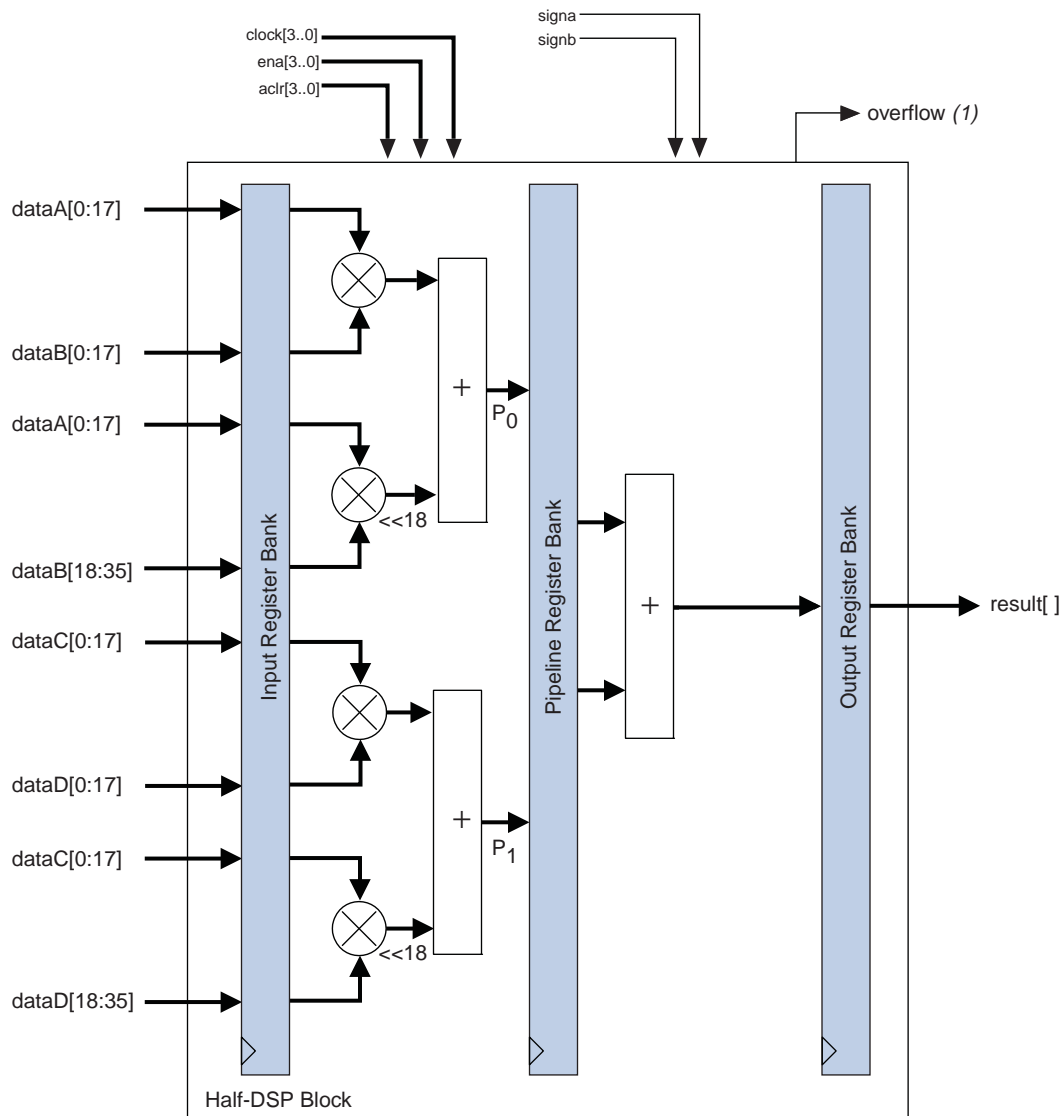 clock[3..0]
ena[3..0]
aclr[3..0]
signa
signb
overflow (1)
dataA[0:17]
dataB[0:17]
dataA[0:17]
dataB[18:35]
dataC[0:17]
dataD[0:17]
dataC[0:17]
dataD[18:35]
Input Register Bank
+
P0
<<18
+
P1
<<18
Pipeline Register Bank
+
Output Register Bank
result[ ]
Half-DSP Block